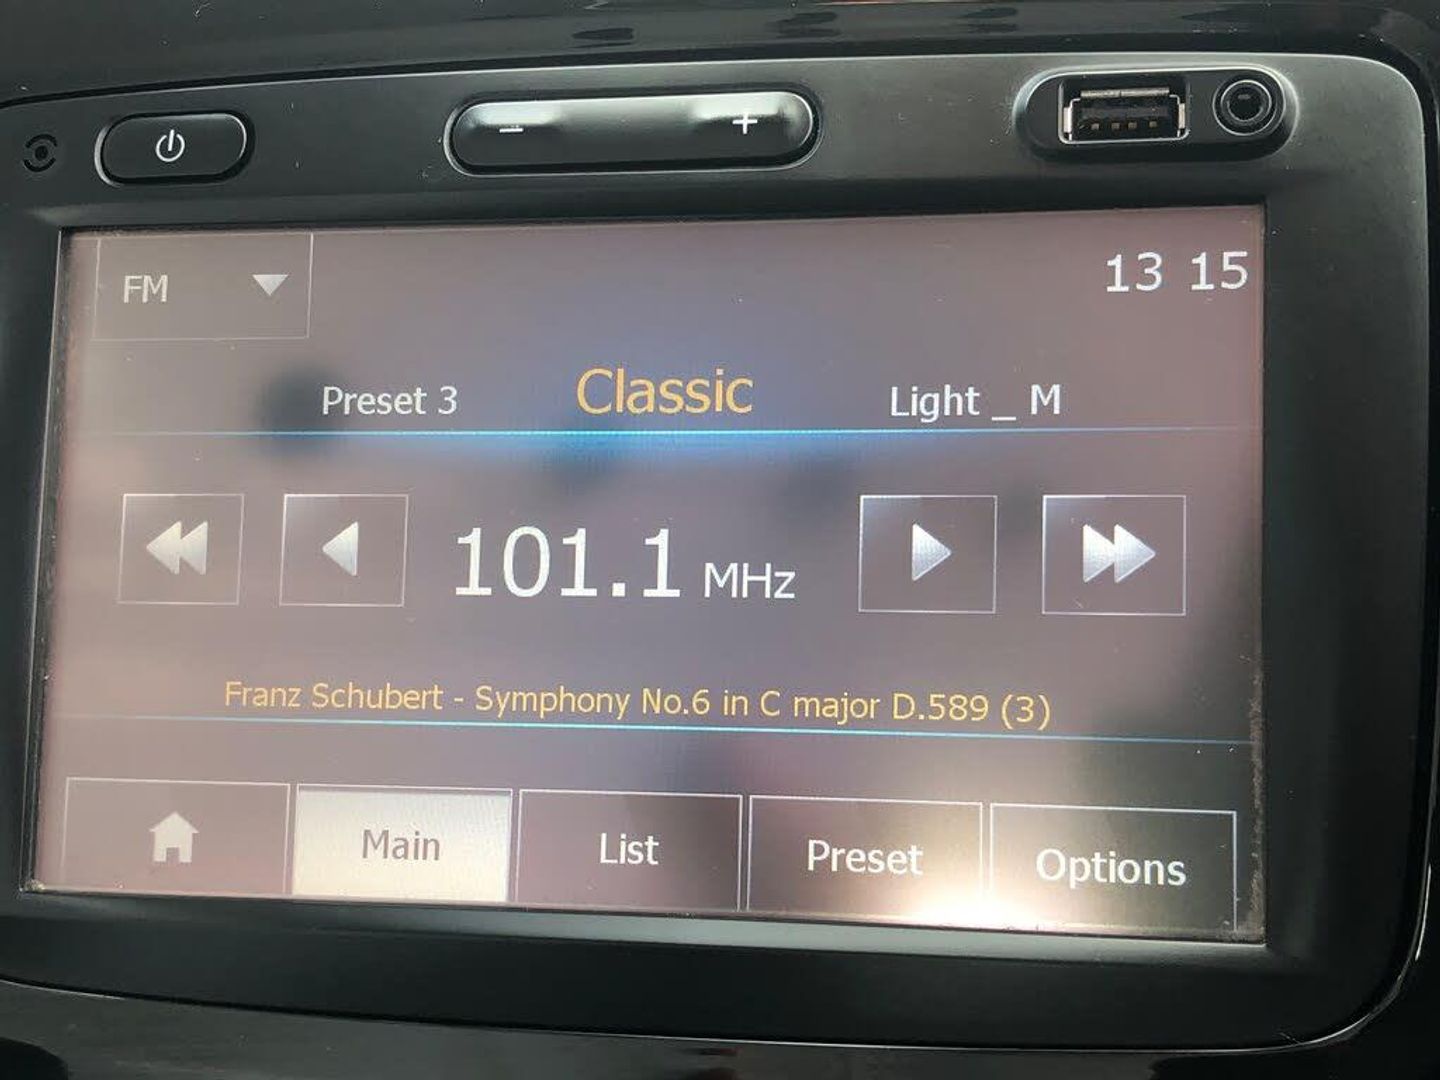 FM
13 15
Preset 3 Classic Light _ M
101.1 MHz
Franz Schubert - Symphony No.6 in C major D.589 (3)
Main List Preset Options